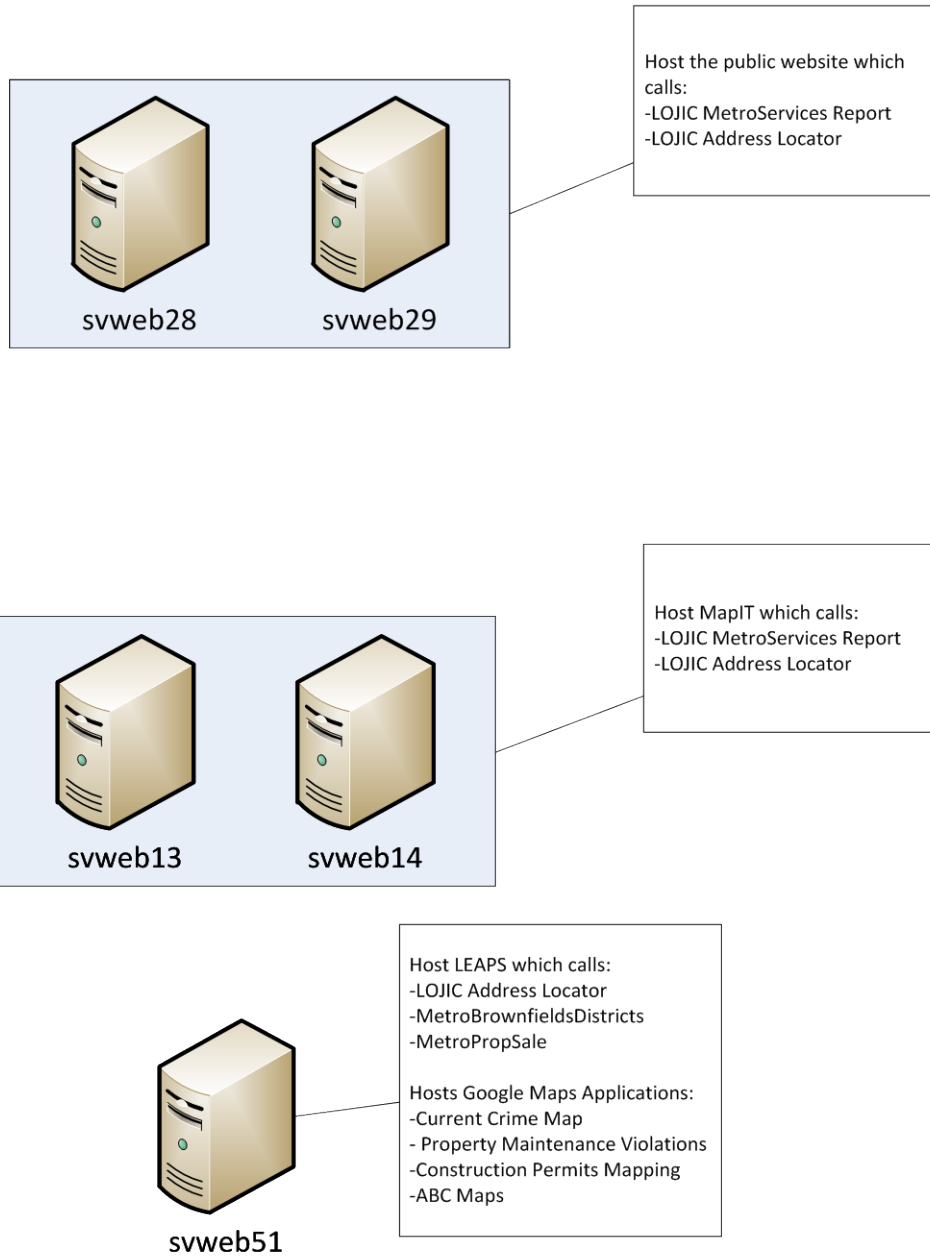 Host the public website which
calls:
-LOJIC MetroServices Report
-LOJIC Address Locator
svweb28
svweb29
Host MapIT which calls:
-LOJIC MetroServices Report
-LOJIC Address Locator
svweb13
svweb14
Host LEAPS which calls:
-LOJIC Address Locator
-MetroBrownfieldsDistricts
-MetroPropSale
Hosts Google Maps Applications:
-Current Crime Map
- Property Maintenance Violations
-Construction Permits Mapping
-ABC Maps
svweb51